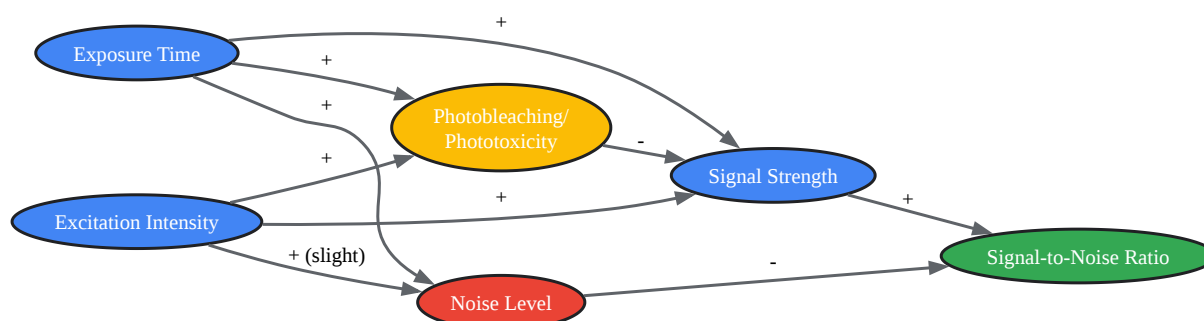 +
Exposure Time
+
+
Photobleaching/
Phototoxicity
-
+
Signal Strength
+
+
Excitation Intensity
+ (slight)
-
Signal-to-Noise Ratio
Noise Level